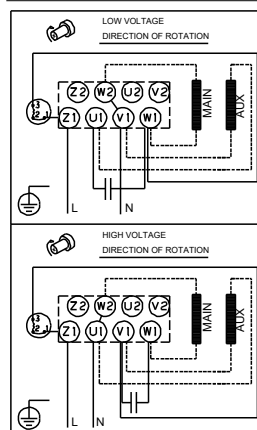 LOW VOLTAGE
DIRECTION OF ROTATION
Z2 W2 U2 V2
Z1 U1 V1 W1
MAIN
AUX
L N
HIGH VOLTAGE
DIRECTION OF ROTATION
Z2 W2 U2 V2
Z1 U1 V1 W1
MAIN
AUX
L N